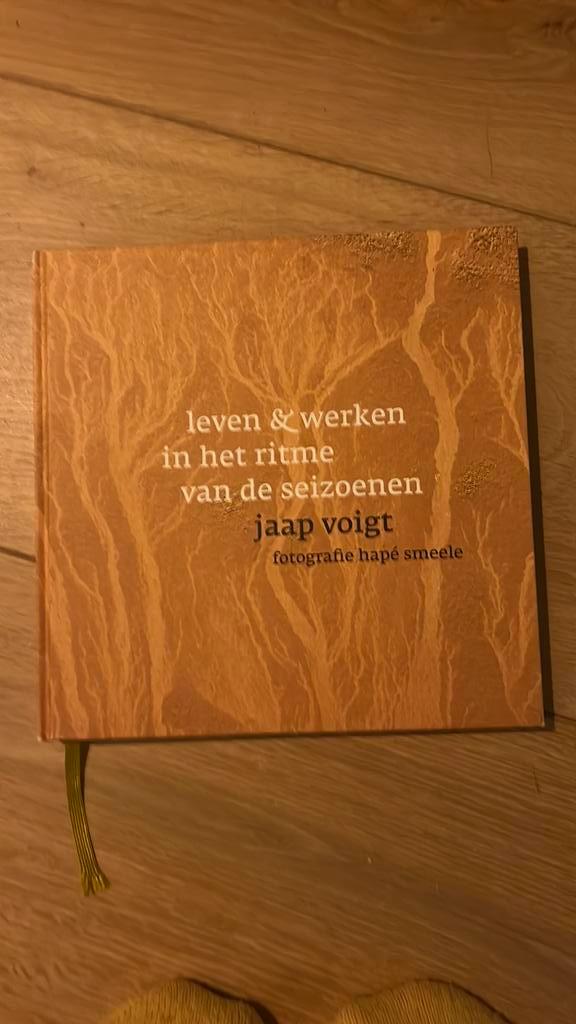 leven & werken
in het ritme
van de seizoenen
jaap voigt
fotografie hapé smeele